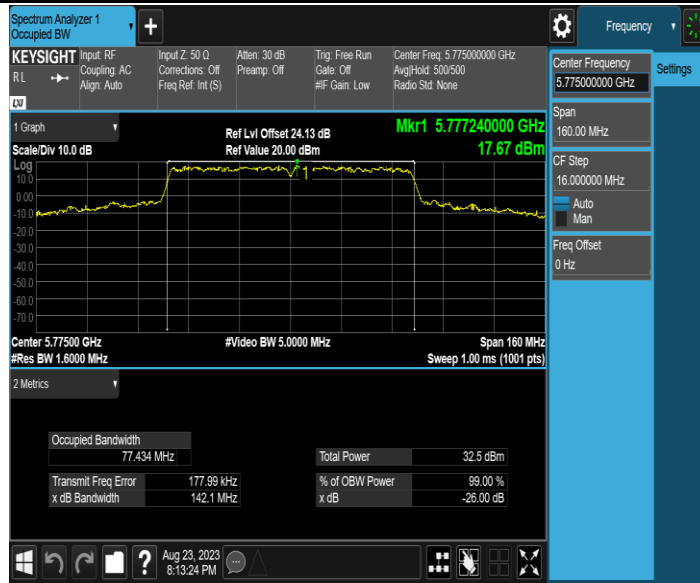 Spectrum Analyzer 1
Occupied BW
+
Frequency
KEYSIGHT
RL
LXI
Input: RF
Coupling: AC
Align: Auto
Input Z: 50 Ω
Corrections: Off
Freq Ref: Int (S)
Atten: 30 dB
Preamp: Off
Trig: Free Run
Gate: Off
#IF Gain: Low
Center Freq: 5.775000000 GHz
Avg|Hold: 500/500
Radio Std: None
Center Frequency
5.775000000 GHz
Settings
Span
160.00 MHz
CF Step
16.000000 MHz
Auto
Man
Freq Offset
0 Hz
1 Graph
Scale/Div 10.0 dB
Ref Lvl Offset 24.13 dB
Ref Value 20.00 dBm
Mkr1 5.777240000 GHz
17.67 dBm
Log
10.0
0.00
-10.0
-20.0
-30.0
-40.0
-50.0
-60.0
-70.0
1
Center 5.77500 GHz
#Res BW 1.6000 MHz
#Video BW 5.0000 MHz
Span 160 MHz
Sweep 1.00 ms (1001 pts)
2 Metrics
Occupied Bandwidth
77.434 MHz
Total Power 32.5 dBm
Transmit Freq Error 177.99 kHz
% of OBW Power 99.00 %
x dB Bandwidth 142.1 MHz
x dB -26.00 dB
?
Aug 23, 2023
8:13:24 PM